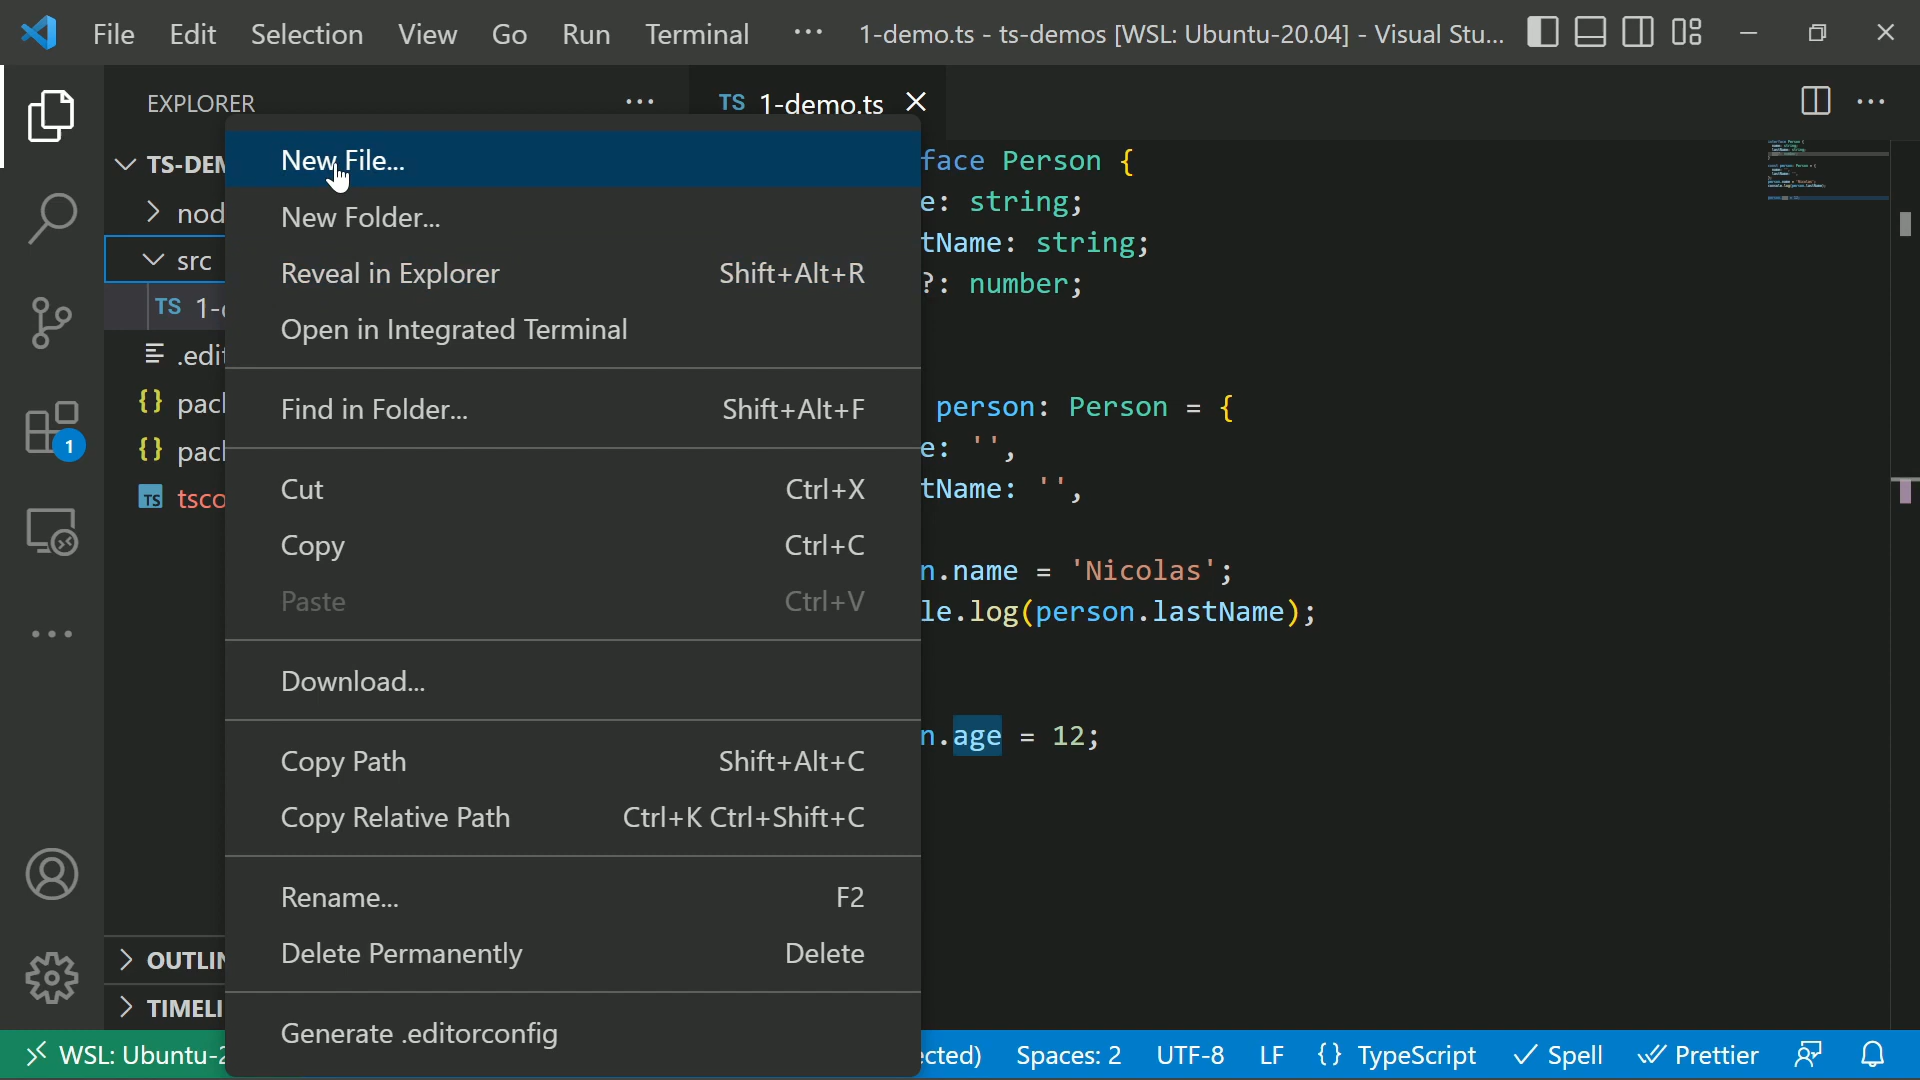 File Edit Selection View Go Run Terminal ··· 1-demo.ts - ts-demos [WSL: Ubuntu-20.04] - Visual Stu...
EXPLORER
TS 1-demo.ts
TS-DEM
nod
src
TS 1-
.edit
{} pack
{} pack
TS tsco
OUTLIN
TIMELI
New File...
New Folder...
Reveal in Explorer Shift+Alt+R
Open in Integrated Terminal
Find in Folder... Shift+Alt+F
Cut Ctrl+X
Copy Ctrl+C
Paste Ctrl+V
Download...
Copy Path Shift+Alt+C
Copy Relative Path Ctrl+K Ctrl+Shift+C
Rename... F2
Delete Permanently Delete
Generate .editorconfig
face Person {
e: string;
tName: string;
?: number;
person: Person = {
e: '',
tName: '',
n.name = 'Nicolas';
le.log(person.lastName);
n.age = 12;
1
WSL: Ubuntu-2
cted) Spaces: 2 UTF-8 LF {} TypeScript Spell Prettier